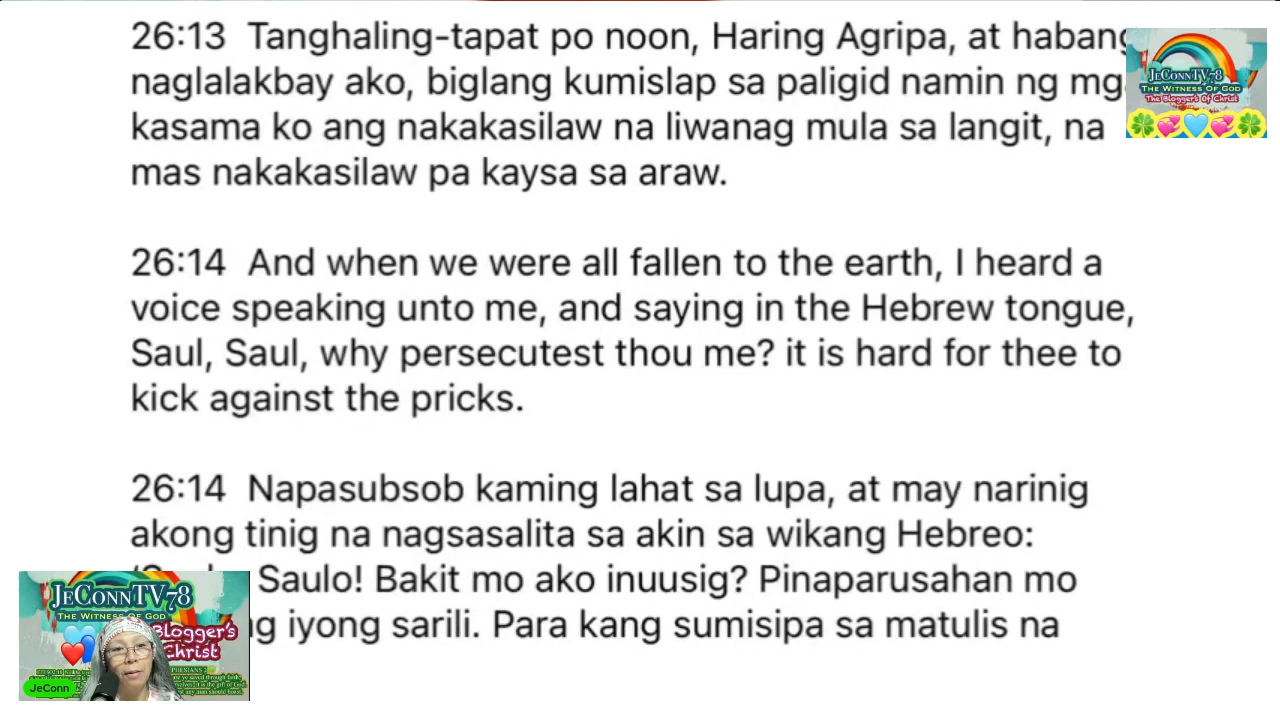 26:13 Tanghaling-tapat po noon, Haring Agripa, at habang
naglalakbay ako, biglang kumislap sa paligid namin ng mg
kasama ko ang nakakasilaw na liwanag mula sa langit, na
mas nakakasilaw pa kaysa sa araw.
26:14 And when we were all fallen to the earth, I heard a
voice speaking unto me, and saying in the Hebrew tongue,
Saul, Saul, why persecutest thou me? it is hard for thee to
kick against the pricks.
26:14 Napasubsob kaming lahat sa lupa, at may narinig
akong tinig na nagsasalita sa akin sa wikang Hebreo:
Saulo! Bakit mo ako inuusig? Pinaparusahan mo
iyong sarili. Para kang sumisipa sa matulis na
JeConnTV78
The Witness Of God
The Blogger's Of Christ
JeConnTV78
The Witness Of God
Blogger's
Christ
JeConn